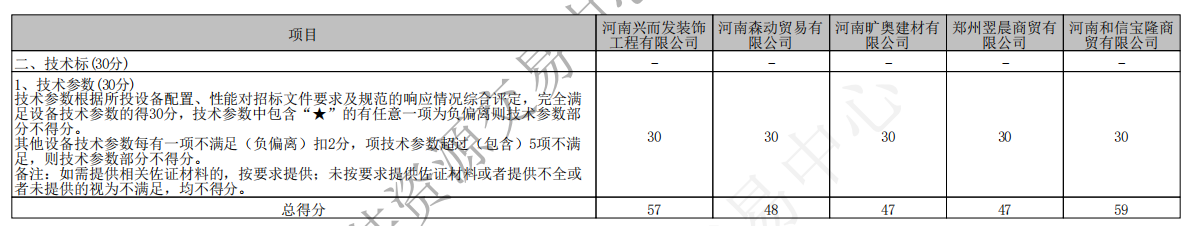 项目
河南兴而发装饰
工程有限公司
河南森动贸易有
限公司
河南旷奥建材有
限公司
郑州翌晨商贸有
限公司
河南和信宝隆商
贸有限公司
二、技术标(30分)
－ － － － －
1、技术参数(30分)
技术参数根据所投设备配置、性能对招标文件要求及规范的响应情况综合评定，完全满
足设备技术参数的得30分，技术参数中包含“★”的有任意一项为负偏离则技术参数部
分不得分。
其他设备技术参数每有一项不满足（负偏离）扣2分，项技术参数超过（包含）5项不满
足，则技术参数部分不得分。
备注：如需提供相关佐证材料的，按要求提供；未按要求提供佐证材料或者提供不全或
者未提供的视为不满足，均不得分。
30 30 30 30 30
总得分 57 48 47 47 59
共资源交易中心
易中心